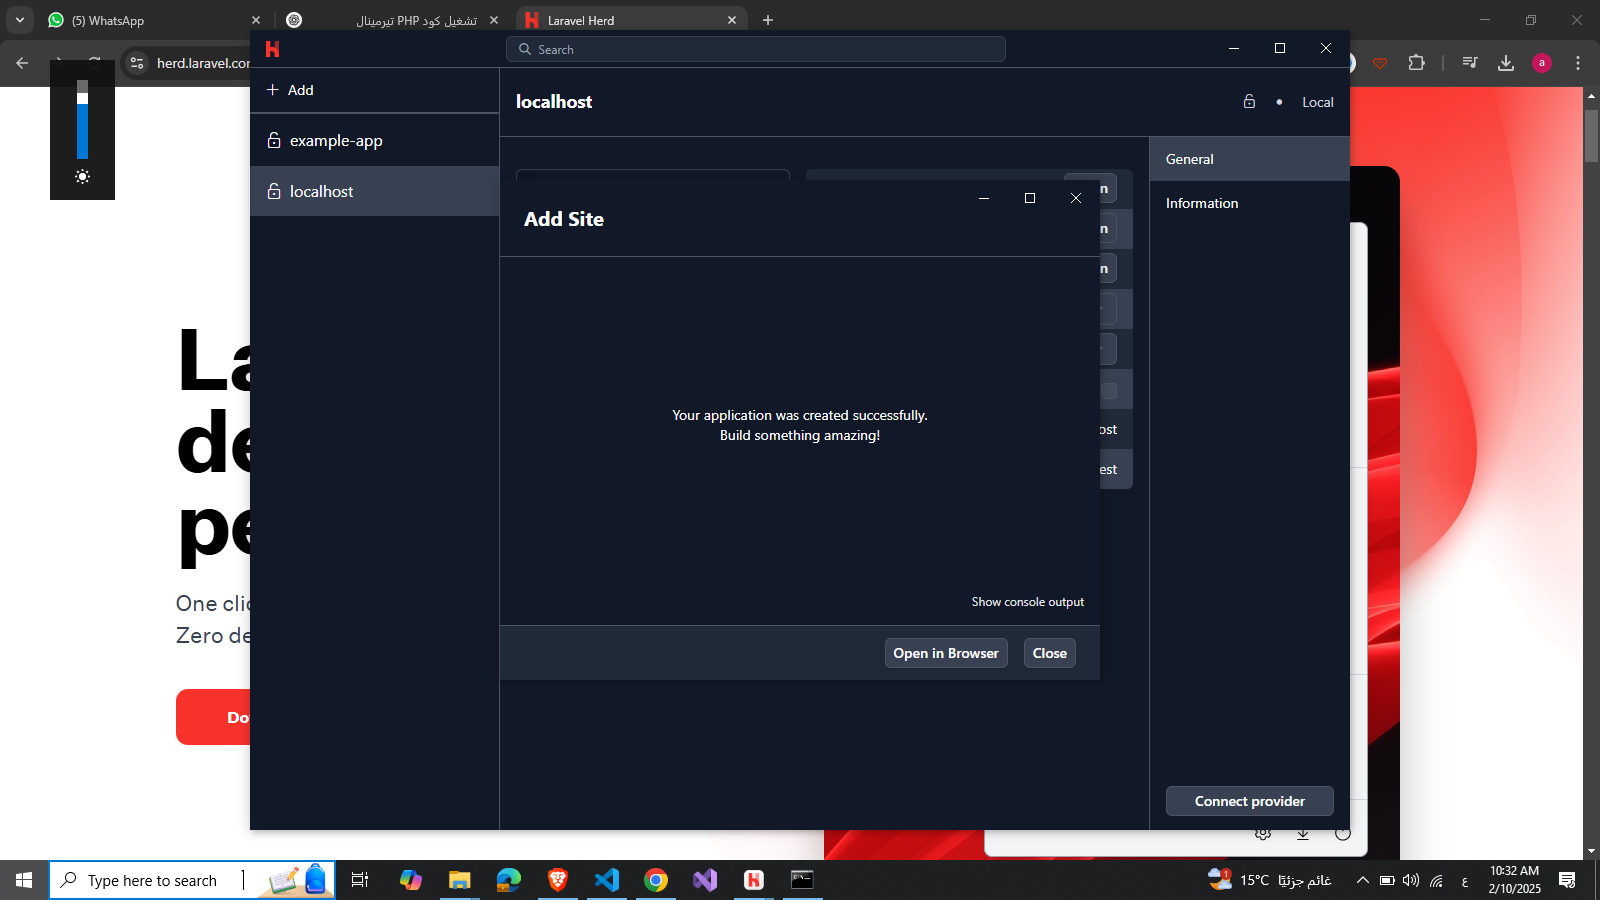 (5) WhatsApp
تشغيل كود PHP تيرمينال
Laravel Herd
herd.laravel.cor
Search
Add
localhost
Local
example-app
localhost
General
Information
Add Site
Your application was created successfully.
Build something amazing!
ost
est
Show console output
Open in Browser
Close
Connect provider
La
de
pe
One clic
Zero de
Do
Type here to search
1
15°C
غائم جزئيًا
ع
10:32 AM
2/10/2025
a